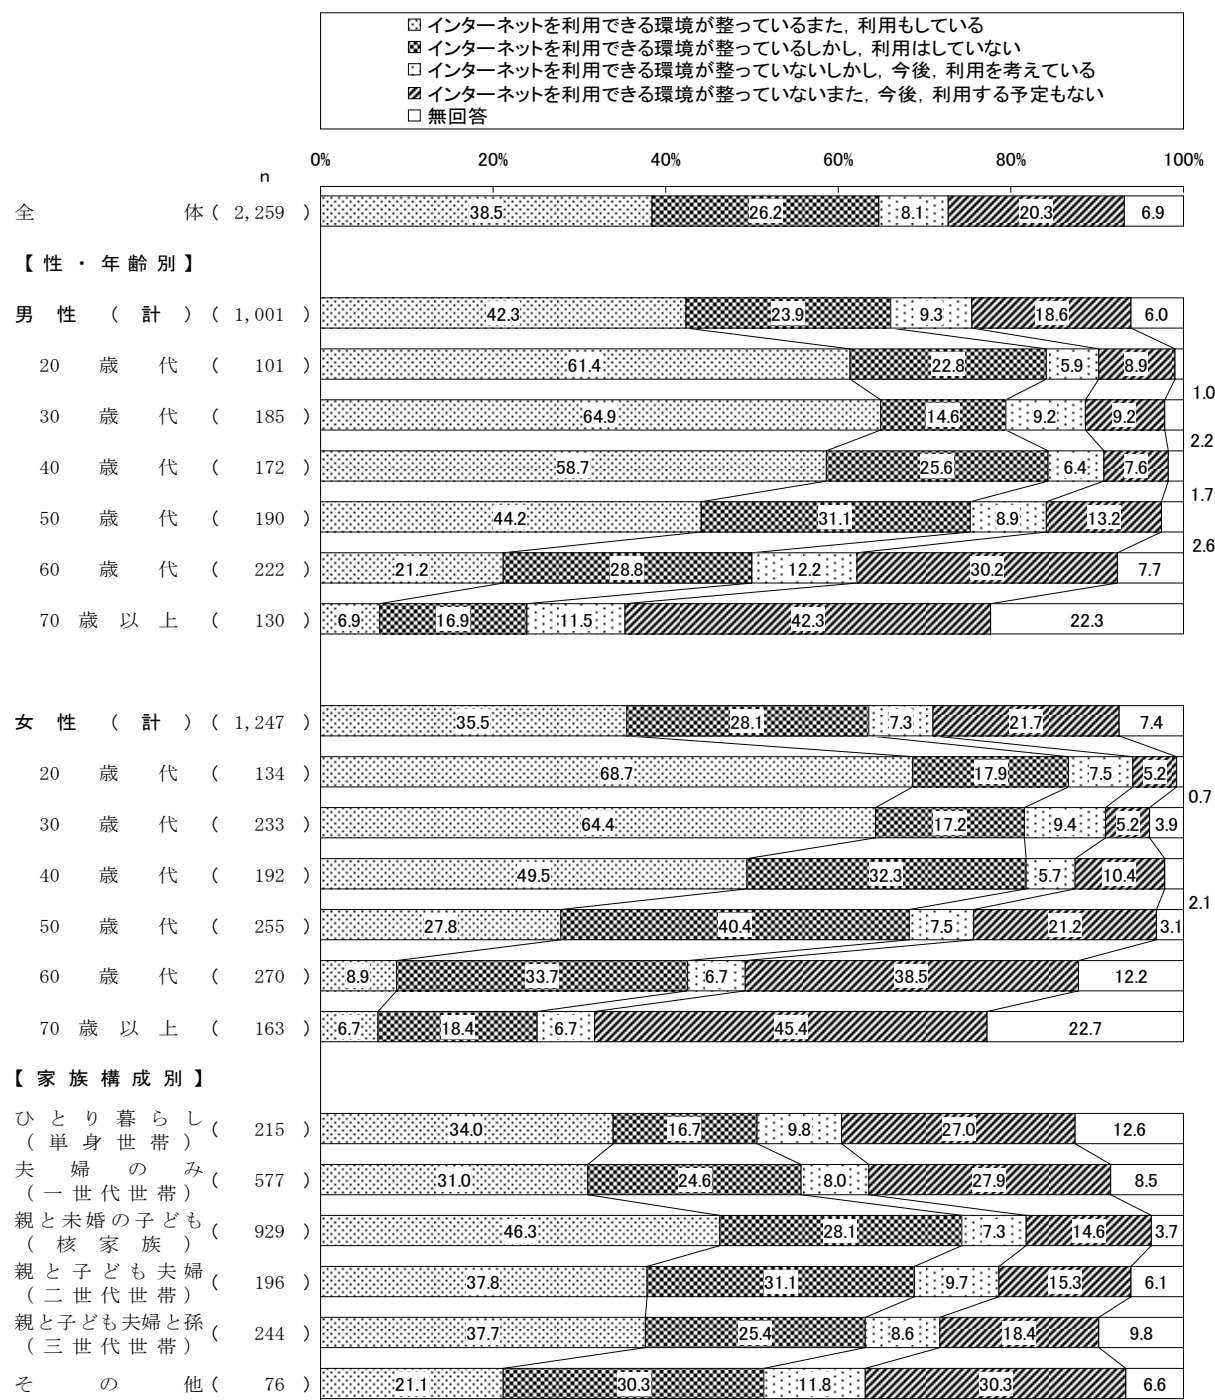 インターネットを利用できる環境が整っているまた，利用もしている
インターネットを利用できる環境が整っているしかし，利用はしていない
インターネットを利用できる環境が整っていないしかし，今後，利用を考えている
インターネットを利用できる環境が整っていないまた，今後，利用する予定もない
無回答
0% 20% 40% 60% 80% 100%
n
全体 ( 2,259 ) 38.5 26.2 8.1 20.3 6.9
【性・年齢別】
男性（計） ( 1,001 ) 42.3 23.9 9.3 18.6 6.0
20歳代 ( 101 ) 61.4 22.8 5.9 8.9
1.0
30歳代 ( 185 ) 64.9 14.6 9.2 9.2
2.2
40歳代 ( 172 ) 58.7 25.6 6.4 7.6
1.7
50歳代 ( 190 ) 44.2 31.1 8.9 13.2
2.6
60歳代 ( 222 ) 21.2 28.8 12.2 30.2 7.7
70歳以上 ( 130 ) 6.9 16.9 11.5 42.3 22.3
女性（計） ( 1,247 ) 35.5 28.1 7.3 21.7 7.4
20歳代 ( 134 ) 68.7 17.9 7.5 5.2
0.7
30歳代 ( 233 ) 64.4 17.2 9.4 5.2 3.9
40歳代 ( 192 ) 49.5 32.3 5.7 10.4
2.1
50歳代 ( 255 ) 27.8 40.4 7.5 21.2 3.1
60歳代 ( 270 ) 8.9 33.7 6.7 38.5 12.2
70歳以上 ( 163 ) 6.7 18.4 6.7 45.4 22.7
【家族構成別】
ひとり暮らし
（単身世帯） ( 215 ) 34.0 16.7 9.8 27.0 12.6
夫婦のみ
（一世代世帯） ( 577 ) 31.0 24.6 8.0 27.9 8.5
親と未婚の子ども
（核家族） ( 929 ) 46.3 28.1 7.3 14.6 3.7
親と子ども夫婦
（二世代世帯） ( 196 ) 37.8 31.1 9.7 15.3 6.1
親と子ども夫婦と孫
（三世代世帯） ( 244 ) 37.7 25.4 8.6 18.4 9.8
その他 ( 76 ) 21.1 30.3 11.8 30.3 6.6